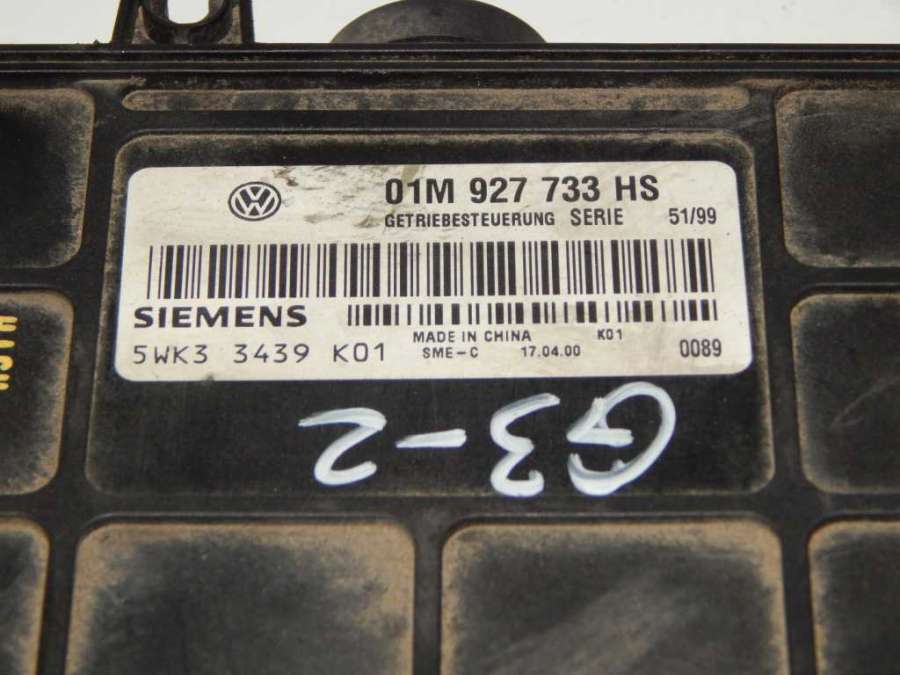 01M 927 733 HS
GETRIEBESTEUERUNG SERIE 51/99
SIEMENS
MADE IN CHINA K01
5WK3 3439 K01 SME-C 17.04.00 0089
G3-2